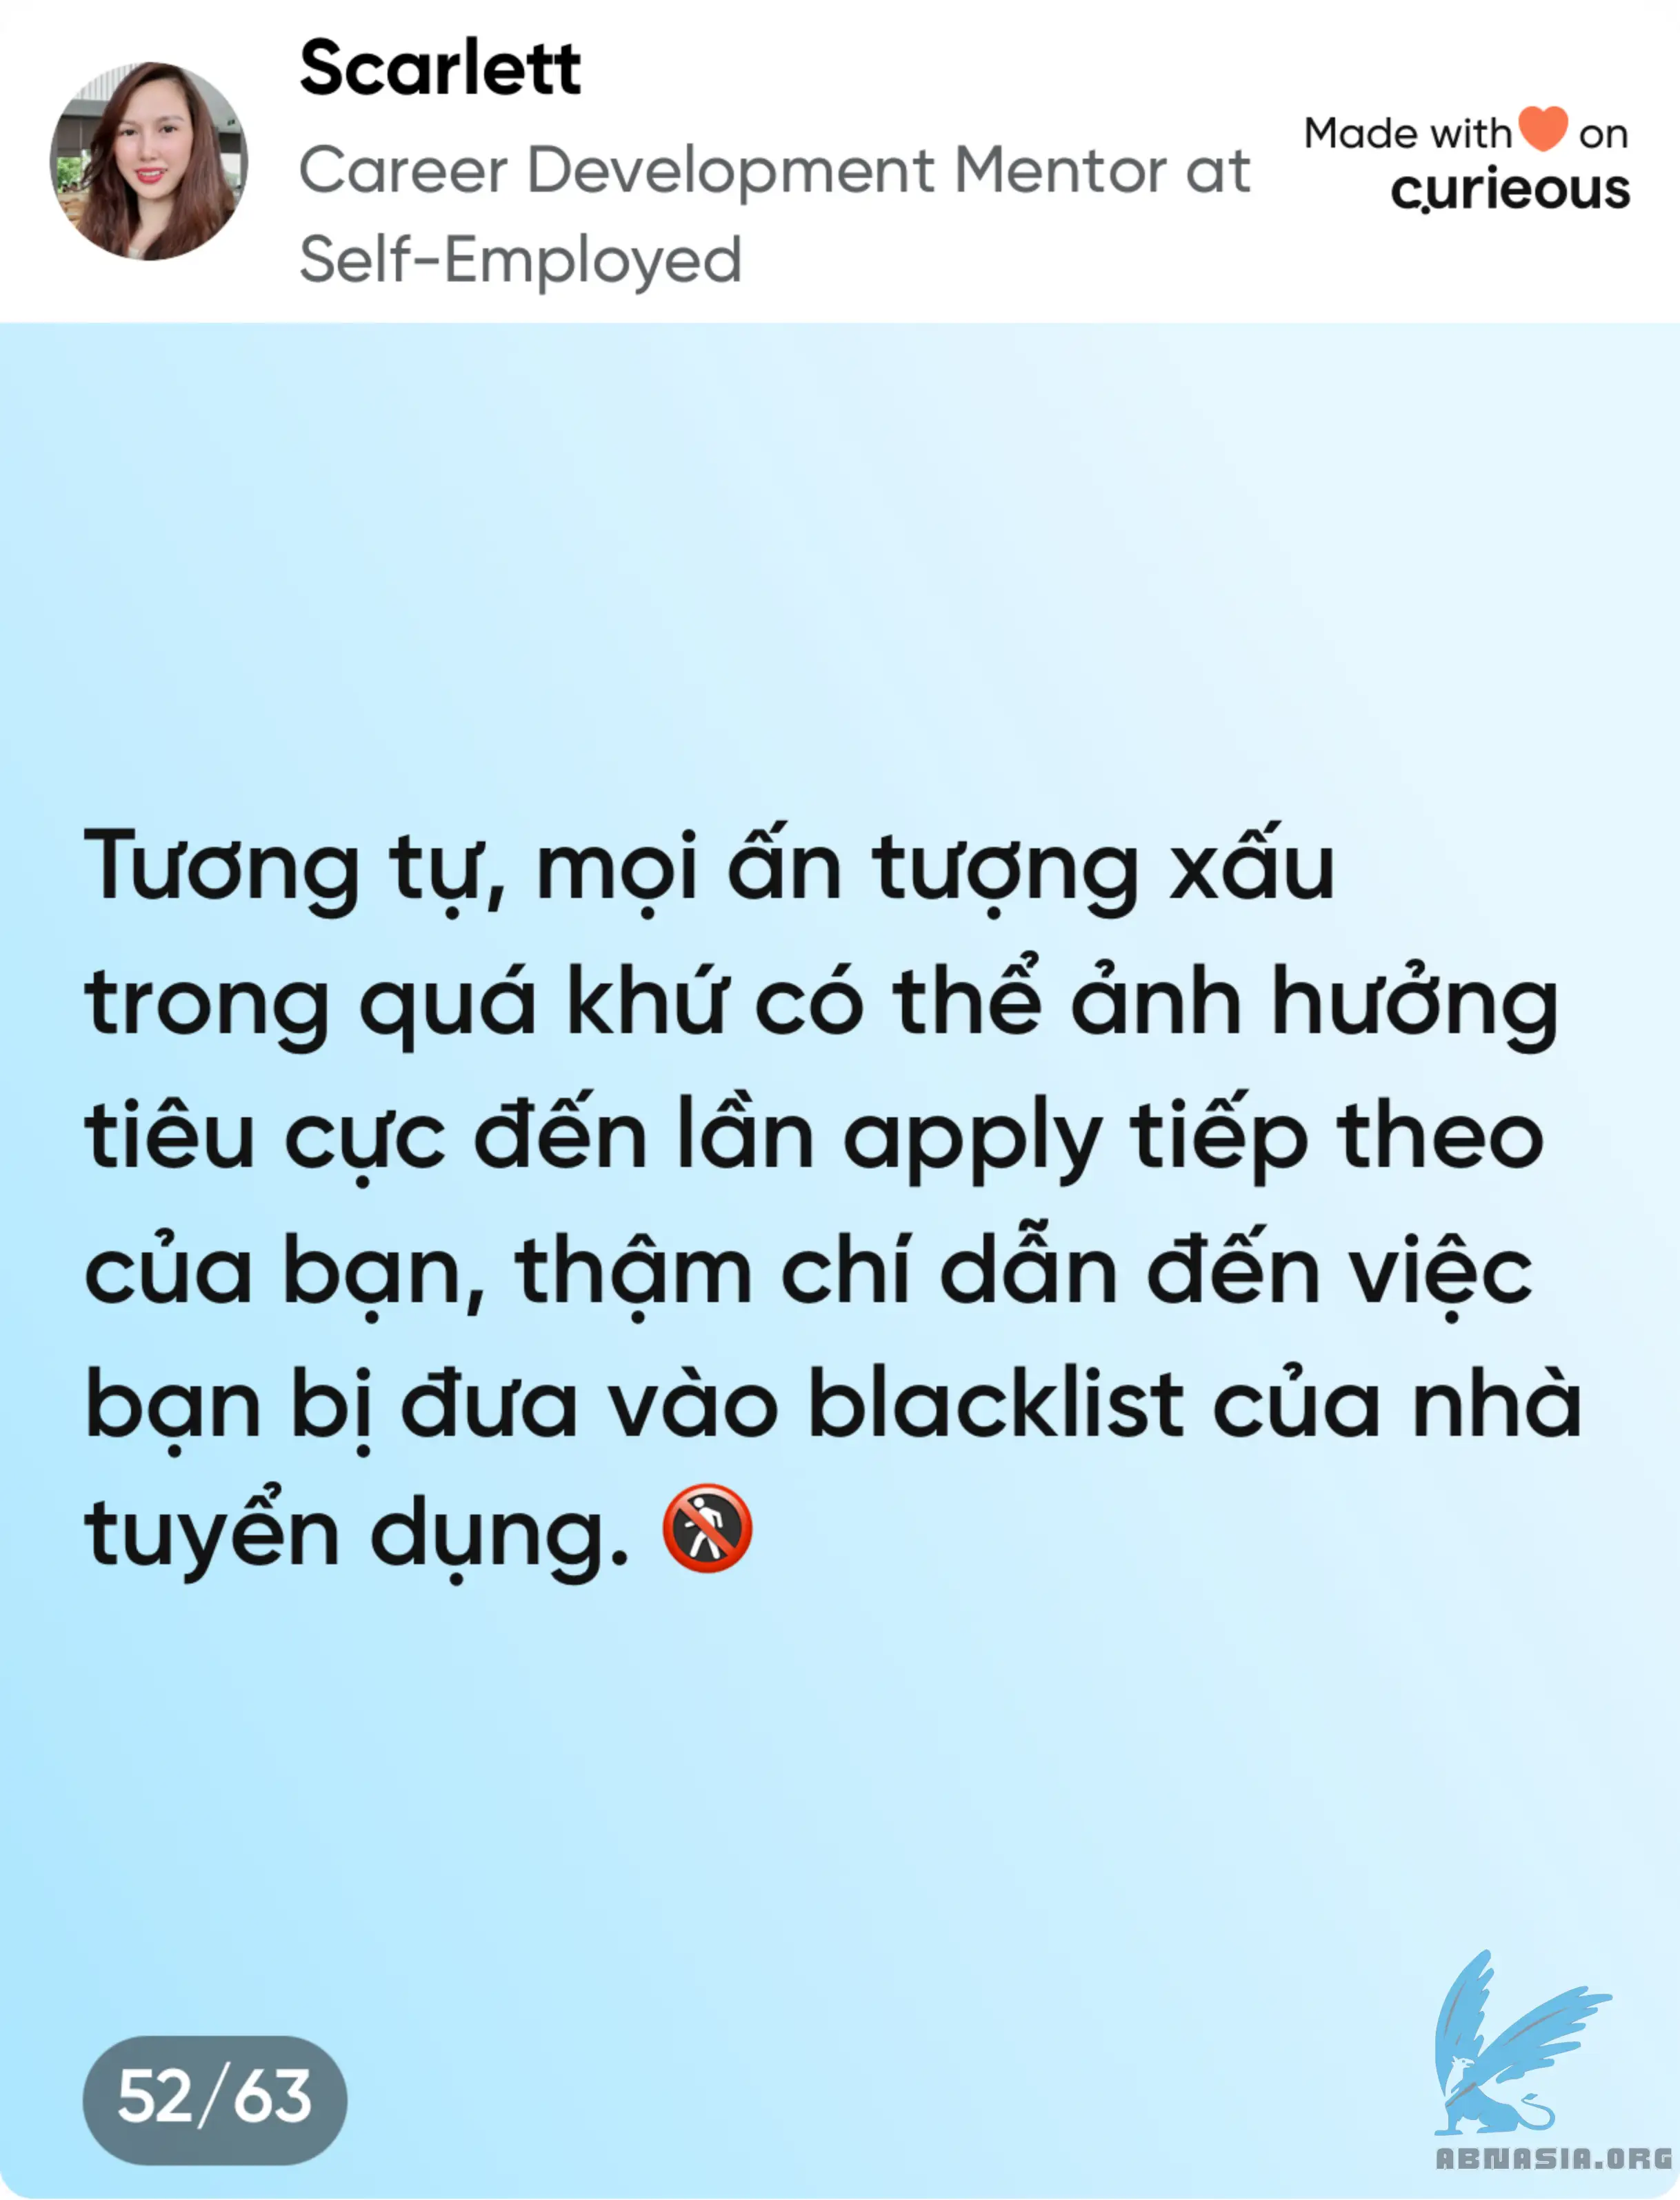 Scarlett
Career Development Mentor at
Self-Employed
Made with🧡 on
curieous
Tương tự, mọi ấn tượng xấu
trong quá khứ có thể ảnh hưởng
tiêu cực đến lần apply tiếp theo
của bạn, thậm chí dẫn đến việc
bạn bị đưa vào blacklist của nhà
tuyển dụng. 🚷
52/63
ABNASIA.ORG